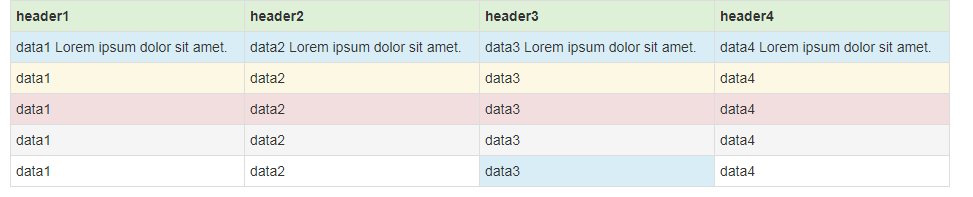 header1 header2 header3 header4
data1 Lorem ipsum dolor sit amet. data2 Lorem ipsum dolor sit amet. data3 Lorem ipsum dolor sit amet. data4 Lorem ipsum dolor sit amet.
data1 data2 data3 data4
data1 data2 data3 data4
data1 data2 data3 data4
data1 data2 data3 data4